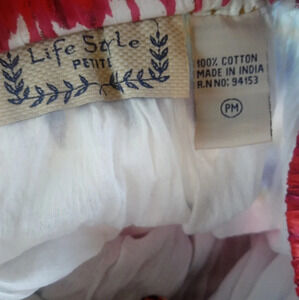 Life Style
PETITE
100% COTTON
MADE IN INDIA
R.N NO: 94153
PM